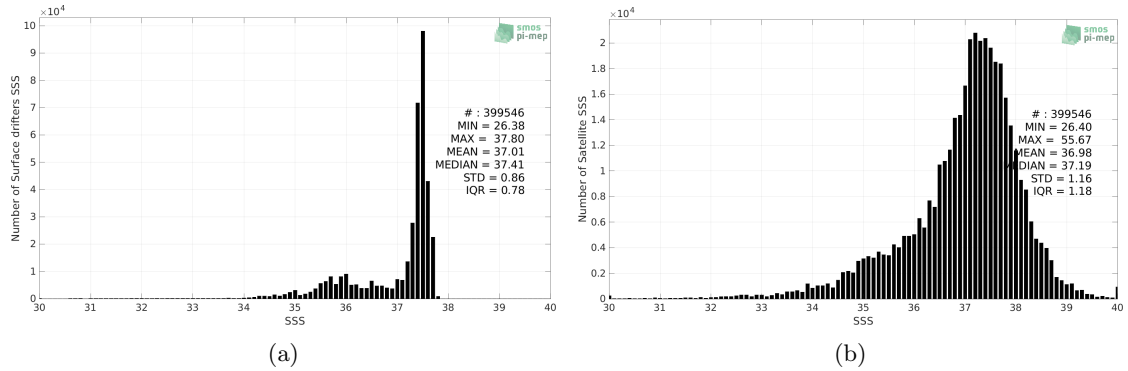 ×10⁴
10
9
8
7
6
5
4
3
2
1
0
Number of Surface drifters SSS
30 31 32 33 34 35 36 37 38 39 40
SSS
smos
pi-mep
# : 399546
MIN = 26.38
MAX = 37.80
MEAN = 37.01
MEDIAN = 37.41
STD = 0.86
IQR = 0.78
(a)
×10⁴
2
1.8
1.6
1.4
1.2
1
0.8
0.6
0.4
0.2
0
Number of Satellite SSS
30 31 32 33 34 35 36 37 38 39 40
SSS
smos
pi-mep
# : 399546
MIN = 26.40
MAX = 55.67
MEAN = 36.98
MEDIAN = 37.19
STD = 1.16
IQR = 1.18
(b)